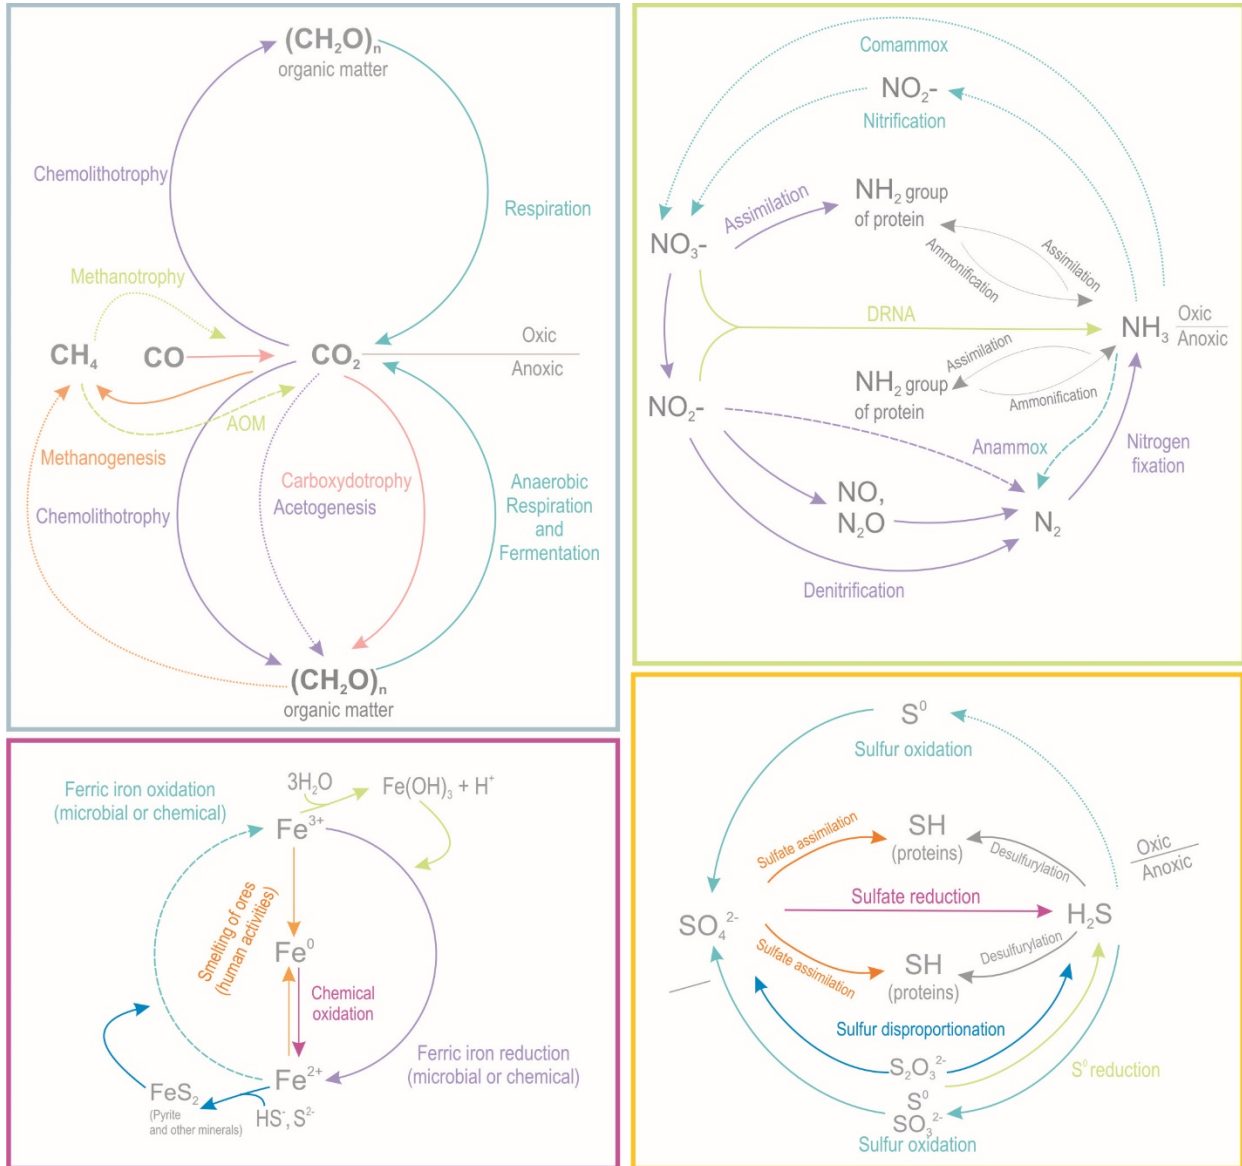 (CH₂O)ₙ
organic matter
Chemolithotrophy
Respiration
Methanotrophy
CH₄
CO
CO₂
Oxic
Anoxic
AOM
Methanogenesis
Carboxydotrophy
Acetogenesis
Chemolithotrophy
Anaerobic
Respiration
and
Fermentation
(CH₂O)ₙ
organic matter
Comammox
NO₂-
Nitrification
Assimilation
NH₂ group
of protein
NO₃-
Assimilation
Ammonification
DRNA
NH₃
Oxic
Anoxic
Assimilation
NH₂ group
of protein
Ammonification
NO₂-
Anammox
Nitrogen
fixation
NO,
N₂O
N₂
Denitrification
Ferric iron oxidation
(microbial or chemical)
3H₂O
Fe(OH)₃ + H⁺
Fe³⁺
Smelting of ores
(human activities)
Fe⁰
Chemical
oxidation
Ferric iron reduction
(microbial or chemical)
Fe²⁺
FeS₂
(Pyrite
and other minerals)
HS⁻, S²⁻
S⁰
Sulfur oxidation
Sulfate assimilation
SH
(proteins)
Desulfurylation
Oxic
Anoxic
Sulfate reduction
SO₄²⁻
H₂S
Sulfate assimilation
SH
(proteins)
Desulfurylation
Sulfur disproportionation
S₂O₃²⁻
S⁰
SO₃²⁻
S⁰ reduction
Sulfur oxidation